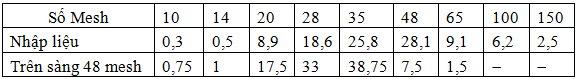 Số Mesh 10 14 20 28 35 48 65 100 150
Nhập liệu 0,3 0,5 8,9 18,6 25,8 28,1 9,1 6,2 2,5
Trên sàng 48 mesh 0,75 1 17,5 33 38,75 7,5 1,5 – –